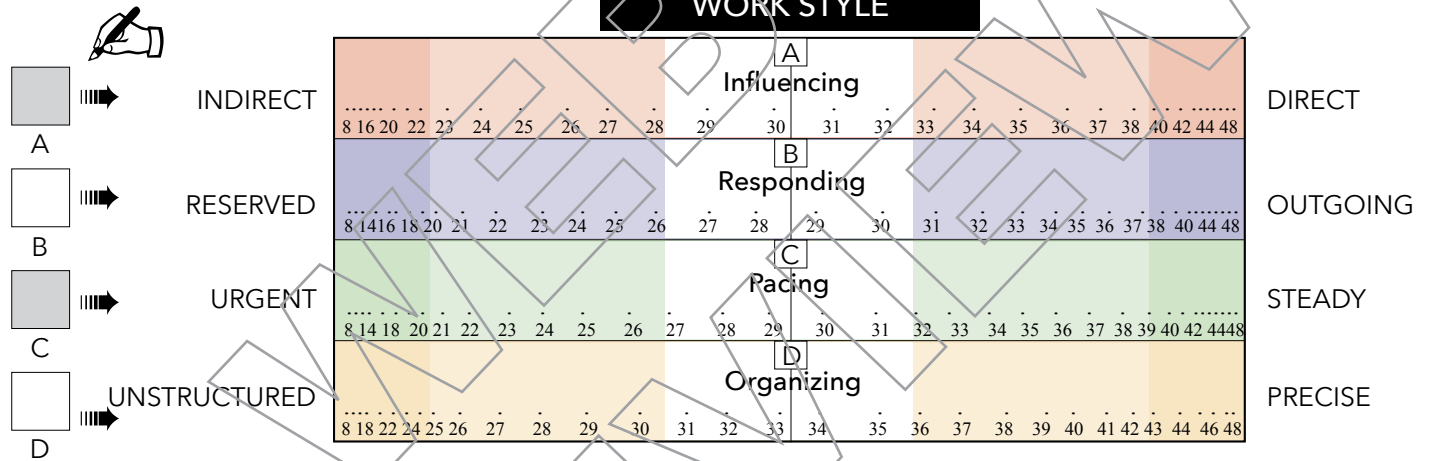 WORK STYLE
A
Influencing
INDIRECT
DIRECT
8 16 20 22 23 24 25 26 27 28 29 30 31 32 33 34 35 36 37 38 40 42 44 48
A
B
Responding
RESERVED
OUTGOING
8 1416 18 20 21 22 23 24 25 26 27 28 29 30 31 32 33 34 35 36 37 38 40 44 48
B
C
Pacing
URGENT
STEADY
8 14 18 20 21 22 23 24 25 26 27 28 29 30 31 32 33 34 35 36 37 38 39 40 42 4448
C
D
Organizing
UNSTRUCTURED
PRECISE
8 18 22 24 25 26 27 28 29 30 31 32 33 34 35 36 37 38 39 40 41 42 43 44 46 48
D